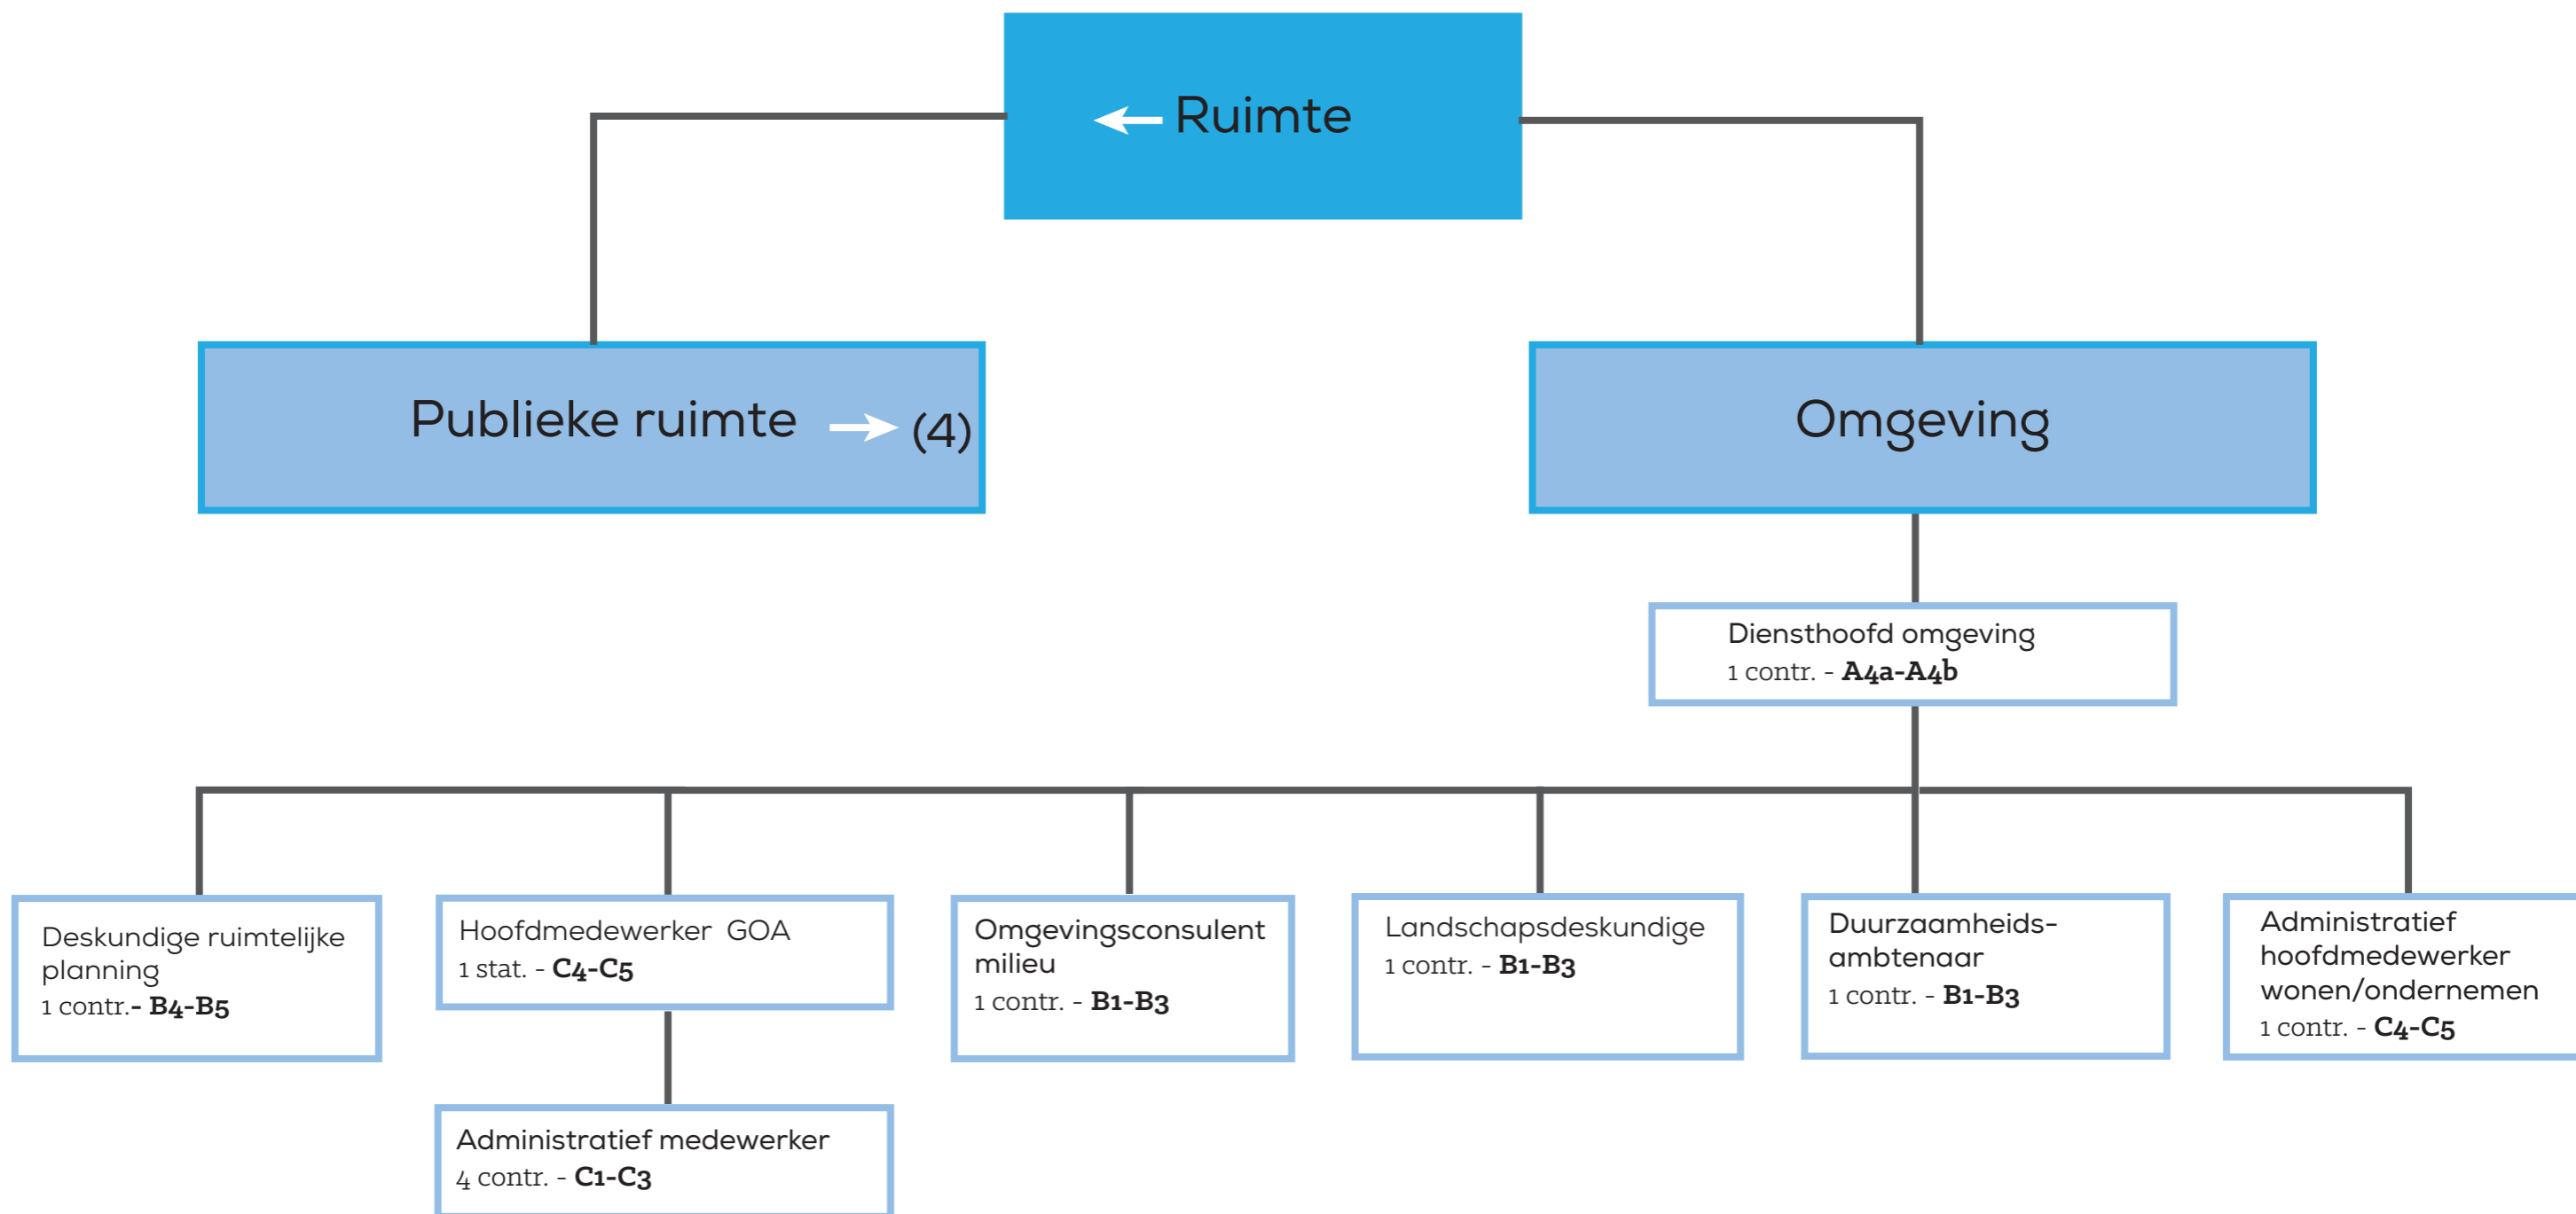 Ruimte
Publieke ruimte (4)
Omgeving
Diensthoofd omgeving
1 contr. - A4a-A4b
Deskundige ruimtelijke
planning
1 contr.- B4-B5
Hoofdmedewerker GOA
1 stat. - C4-C5
Omgevingsconsulent
milieu
1 contr. - B1-B3
Landschapsdeskundige
1 contr. - B1-B3
Duurzaamheids-
ambtenaar
1 contr. - B1-B3
Administratief
hoofdmedewerker
wonen/ondernemen
1 contr. - C4-C5
Administratief medewerker
4 contr. - C1-C3